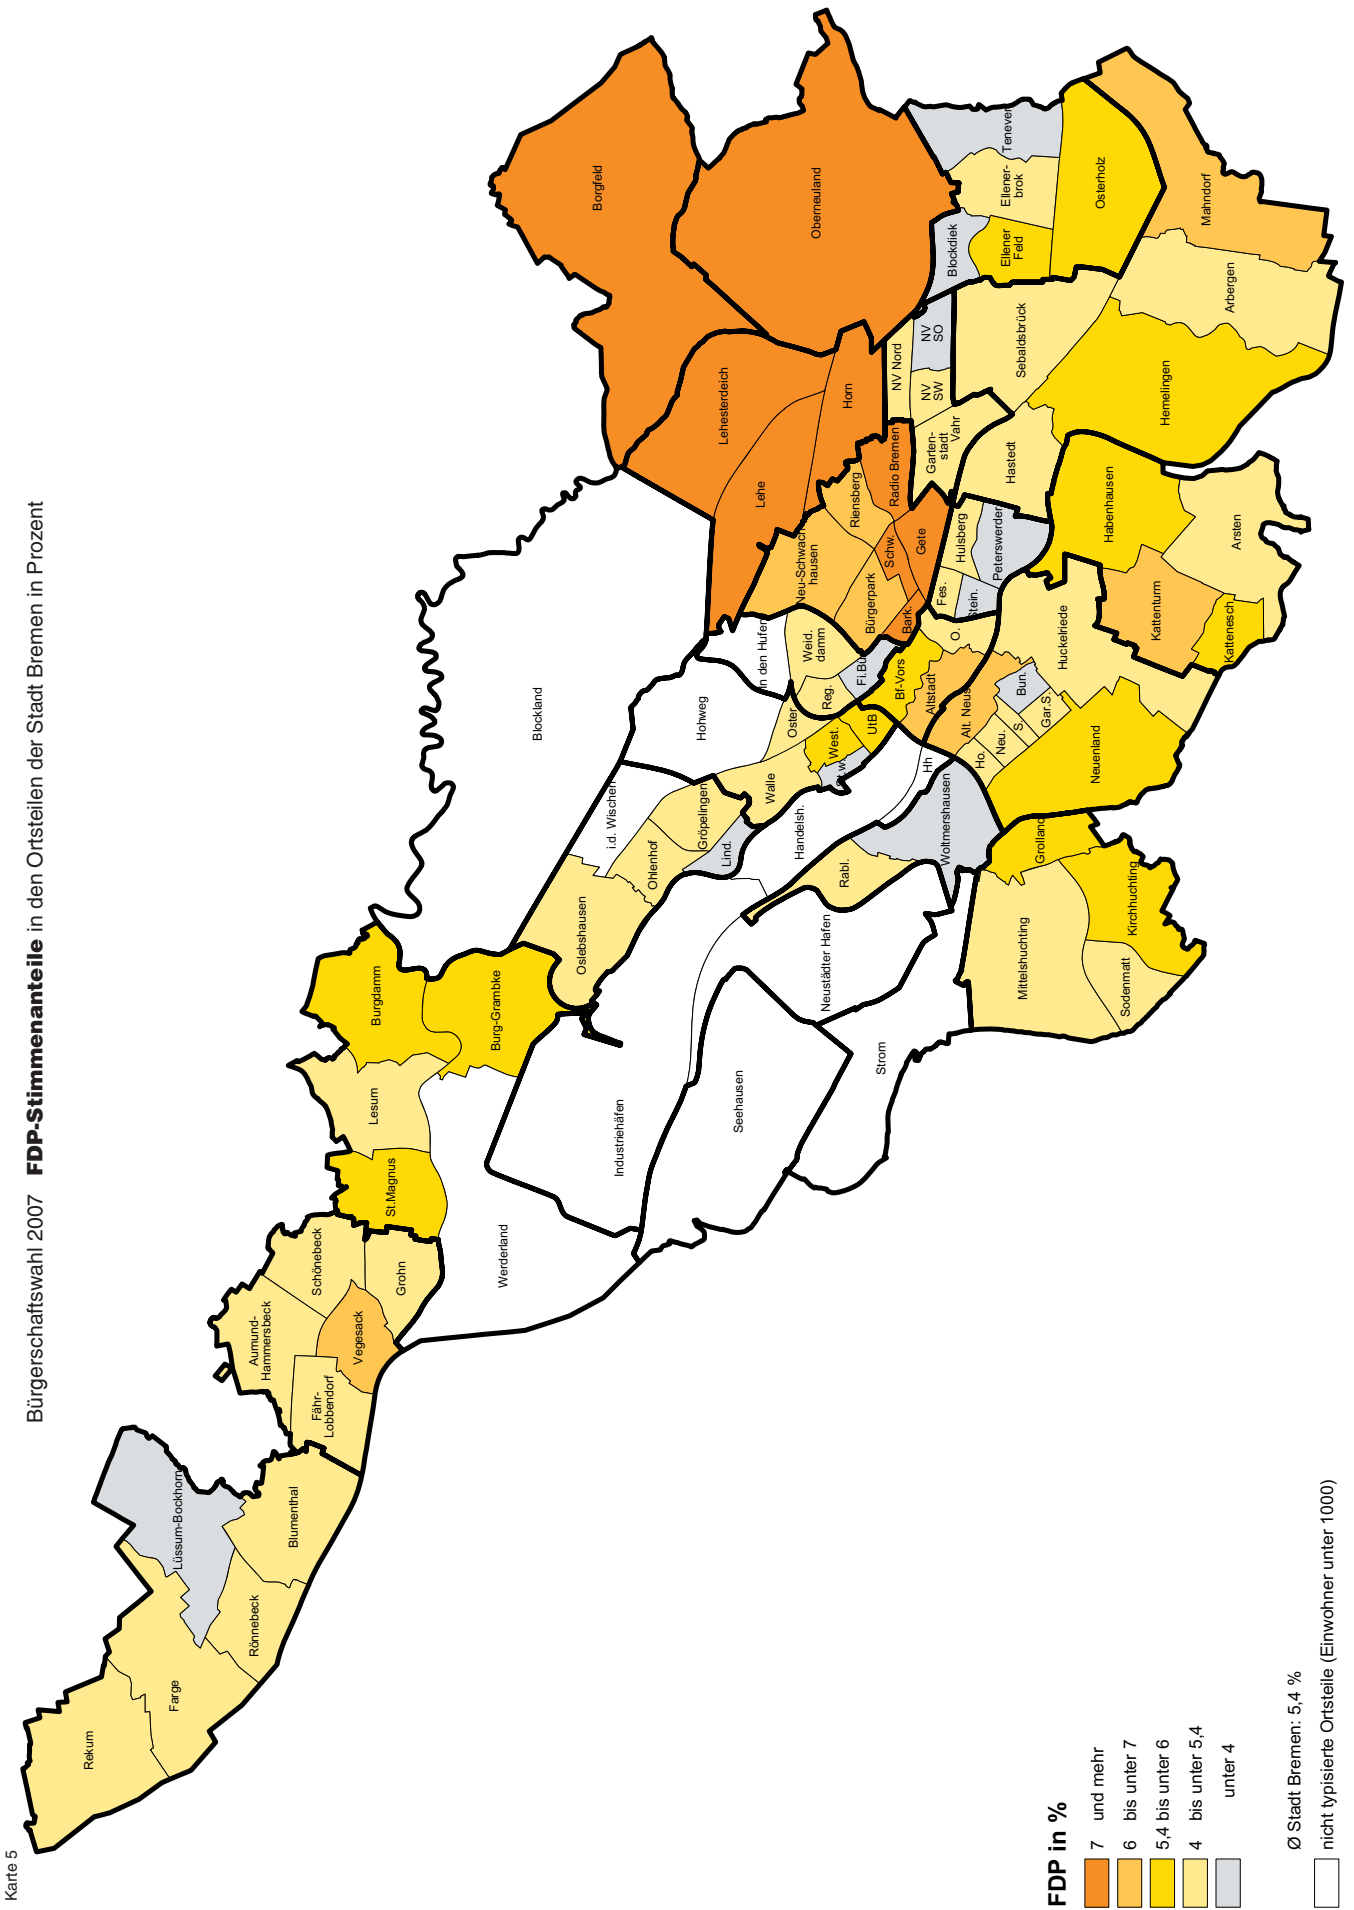 Karte 5
Bürgerschaftswahl 2007 FDP-Stimmenanteile in den Ortsteilen der Stadt Bremen in Prozent
Rekum
Farge
Rönnebeck
Lüssum-Bockhorn
Blumenthal
Fähr-
Lobbendorf
Aumund-
Hammersbeck
Vegesack
Schönebeck
Grohn
St.Magnus
Lesum
Burgdamm
Burg-Grambke
Werderland
Industriehäfen
Seehausen
Strom
Neustädter Hafen
Oslebshausen
Ohlenhof
Gröpelingen
i.d. Wischen
Lind.
Blockland
Hohweg
In den Hufen
Walle
Oster
Handelsh.
West.
UtB
Reg.
Weid.
damm
Fi.Bü
Bf-Vors
Altstadt
O.
Hh
Rabl.
Woltmershausen
Ho.
Neu.
S.
Gar.S.
Alt. Neus
Bun.
Huckelriede
Neuenland
Grolland
Mittelshuchting
Sodenmatt
Kirchhuchting
Kattenesch
Kattenturm
Habenhausen
Arsten
Neu-Schwach
hausen
Bürgerpark
Riensberg
Radio Bremen
Schw.
Gete
Bark.
Fes.
Stein.
Hulsberg
Peterswerder
Lehe
Lehesterdeich
Horn
Borgfeld
Oberneuland
Garten-
stadt
Vahr
NV Nord
NV
SW
NV
SO
Hastedt
Sebaldsbrück
Hemelingen
Arbergen
Mahndorf
Blockdiek
Ellener
Feld
Ellener-
brok
Tenever
Osterholz
FDP in %
7 und mehr
6 bis unter 7
5,4 bis unter 6
4 bis unter 5,4
unter 4
Ø Stadt Bremen: 5,4 %
nicht typisierte Ortsteile (Einwohner unter 1000)